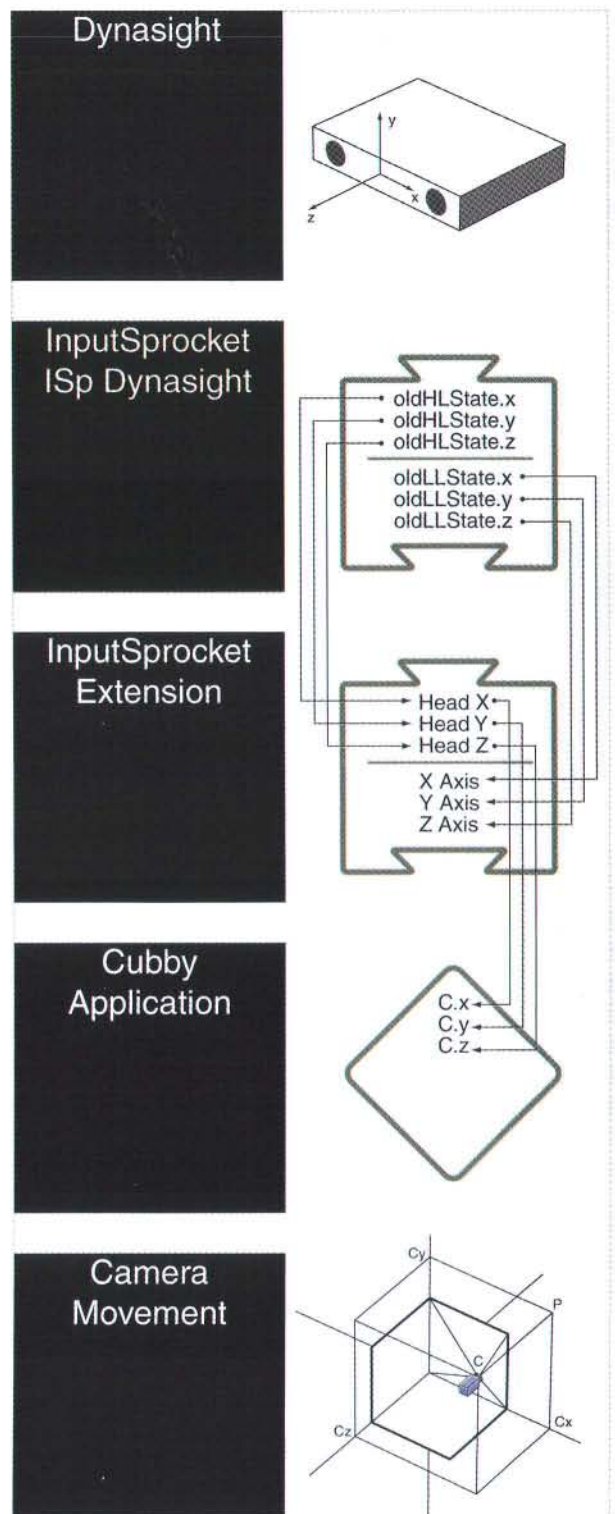 Dynasight
y
x
z
InputSprocket
ISp Dynasight
oldHLState.x
oldHLState.y
oldHLState.z
oldLLState.x
oldLLState.y
oldLLState.z
InputSprocket
Extension
Head X
Head Y
Head Z
X Axis
Y Axis
Z Axis
Cubby
Application
C.x
C.y
C.z
Camera
Movement
Cy
P
C
Cz
Cx